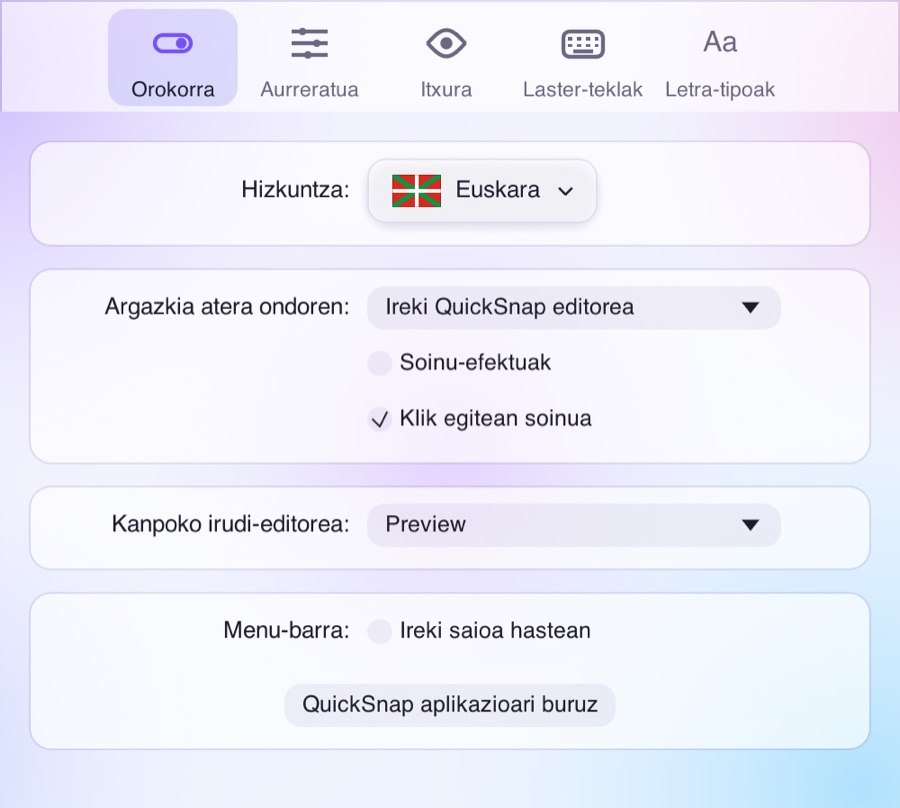 Orokorra
Aurreratua
Itxura
Laster-teklak
Aa
Letra-tipoak
Hizkuntza: Euskara
Argazkia atera ondoren: Ireki QuickSnap editorea
Soinu-efektuak
Klik egitean soinua
Kanpoko irudi-editorea: Preview
Menu-barra: Ireki saioa hastean
QuickSnap aplikazioari buruz